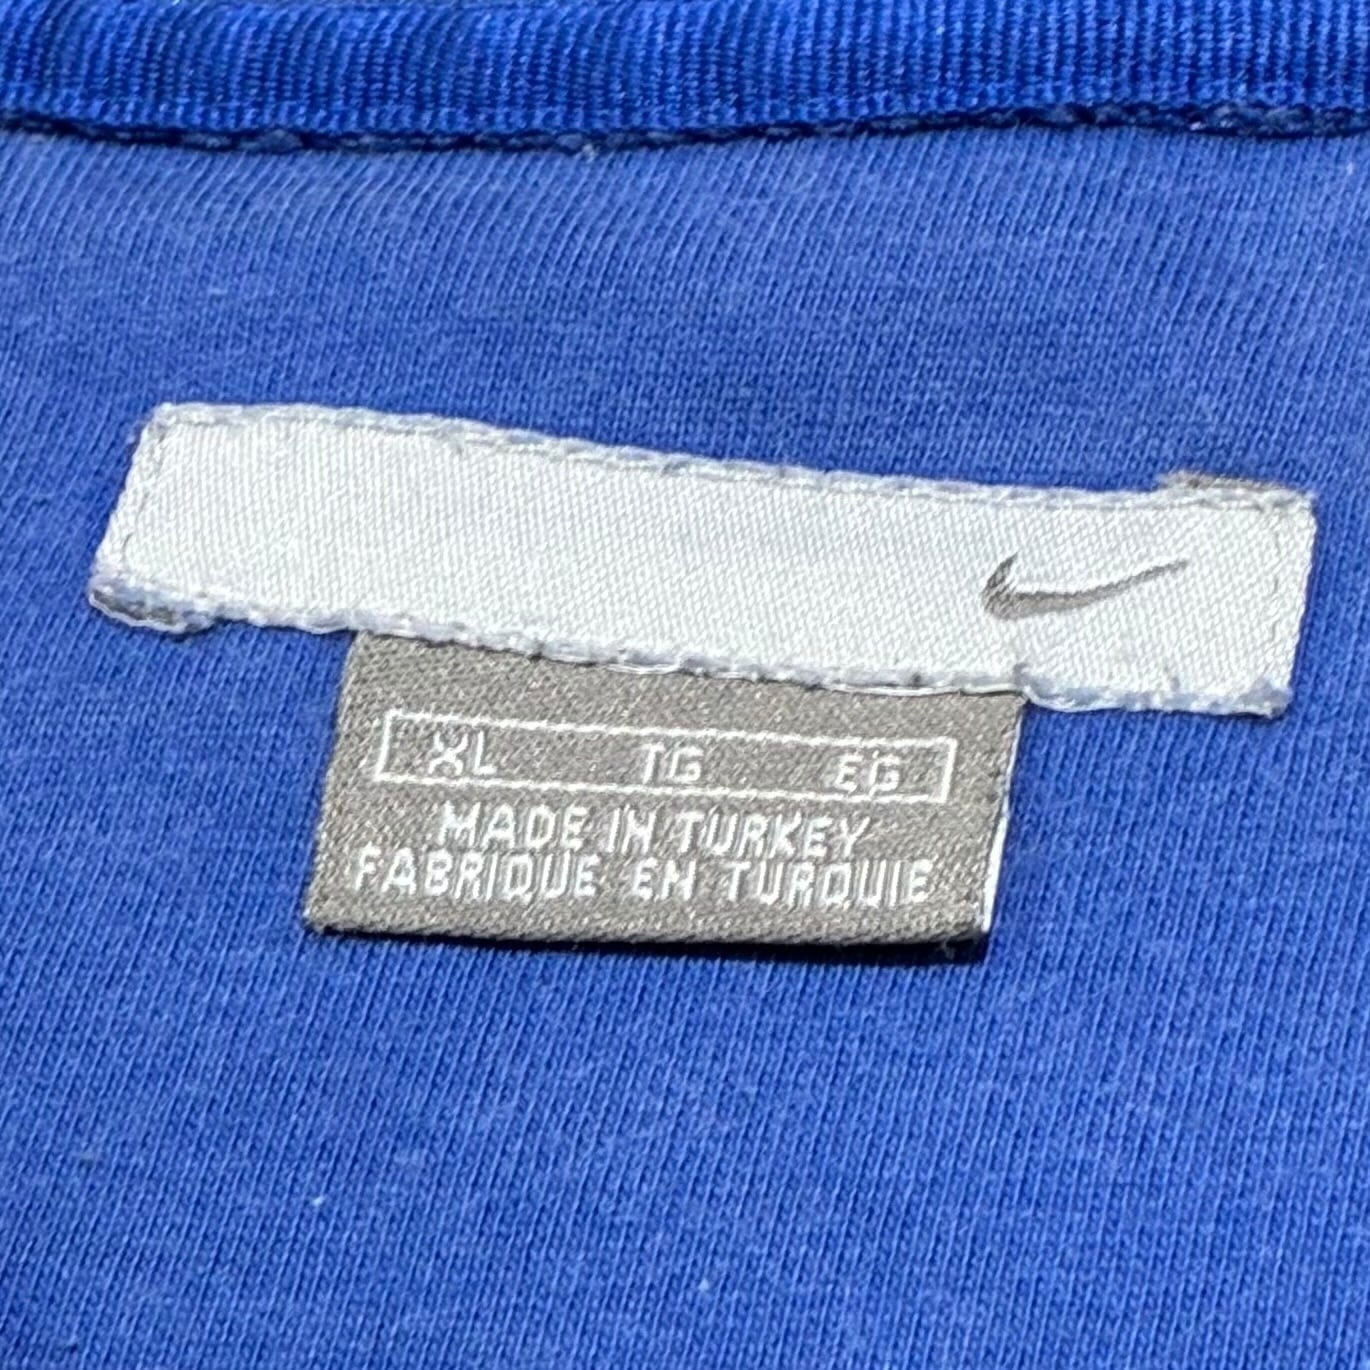 XL TG EG
MADE IN TURKEY
FABRIQUE EN TURQUIE